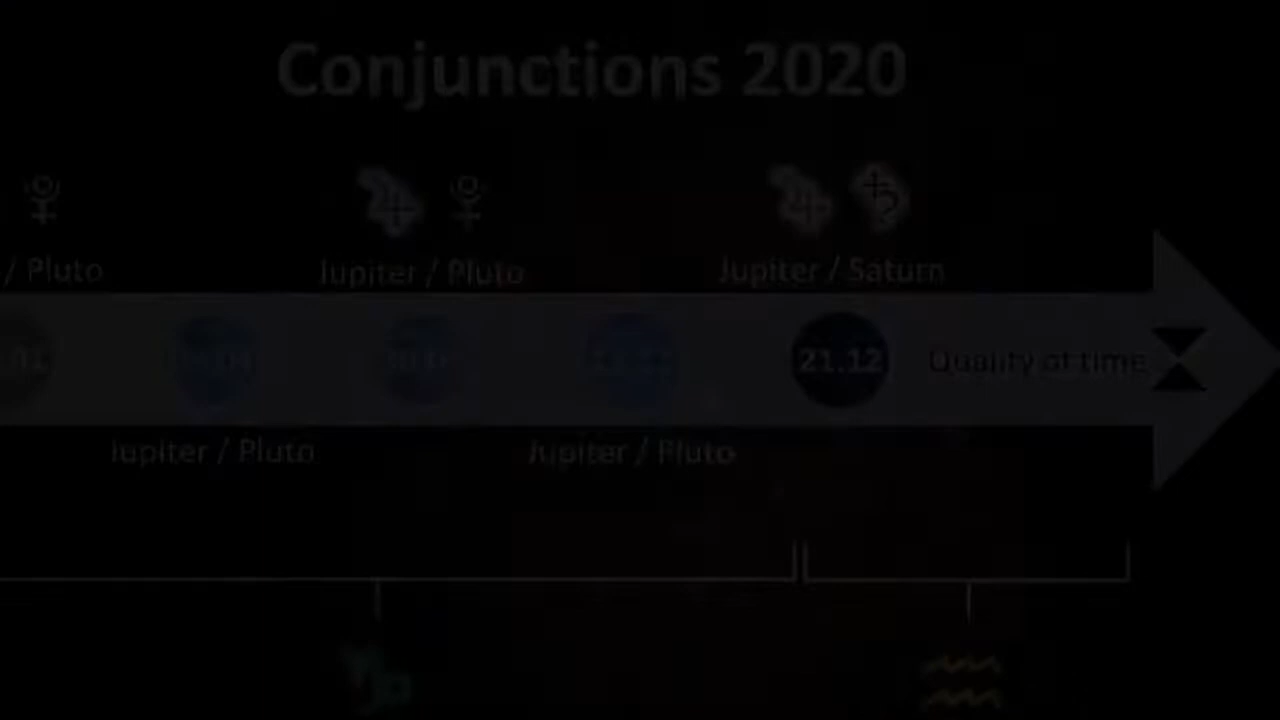 Conjunctions 2020
/ Pluto
Jupiter / Pluto
Jupiter / Saturn
21.12
Quality of time
Jupiter / Pluto
Jupiter / Pluto